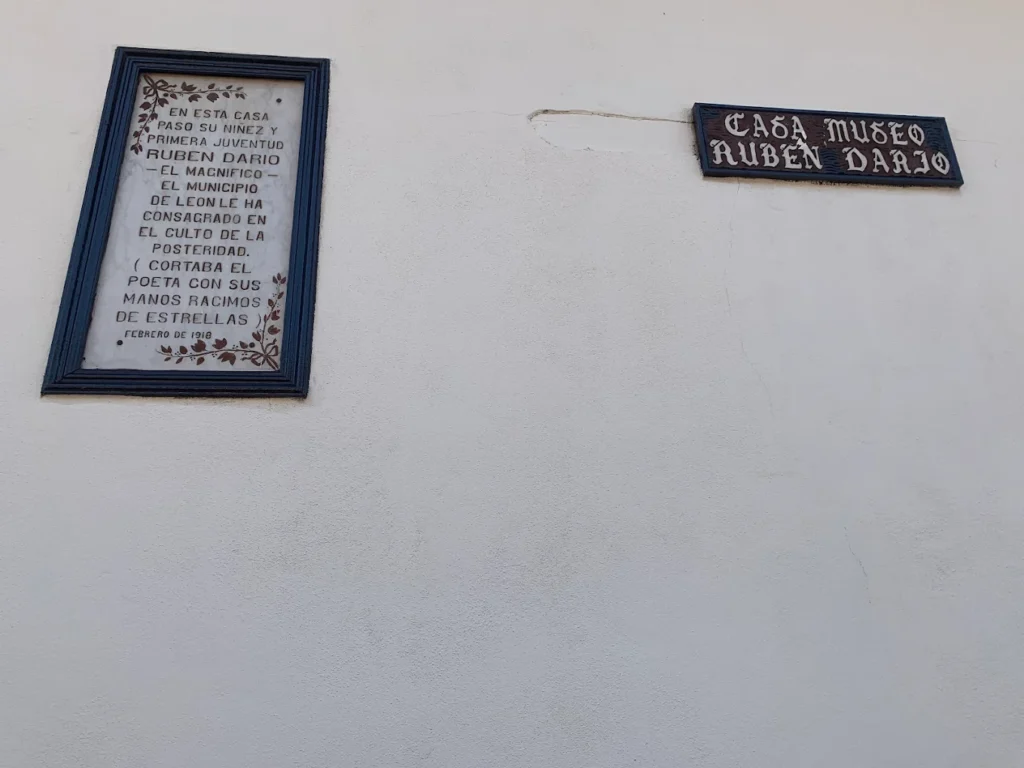 EN ESTA CASA
PASO SU NIÑEZ Y
PRIMERA JUVENTUD
RUBEN DARIO
— EL MAGNIFICO —
EL MUNICIPIO
DE LEON LE HA
CONSAGRADO EN
EL CULTO DE LA
POSTERIDAD.
( CORTABA EL
POETA CON SUS
MANOS RACIMOS
DE ESTRELLAS )
FEBRERO DE 1918
CASA MUSEO
RUBÉN DARIO